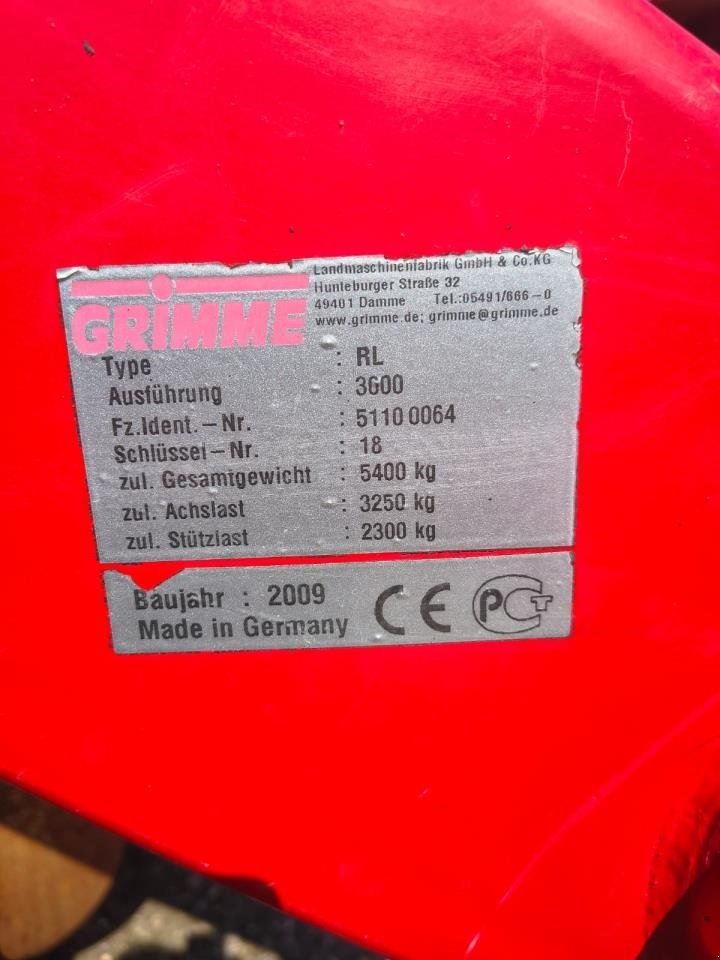 GRIMME
Landmaschinenfabrik GmbH & Co.KG
Hunteburger Straße 32
49401 Damme Tel.:05491/666-0
www.grimme.de; grimme@grimme.de
Type : RL
Ausführung : 3600
Fz.Ident.-Nr. : 5110 0064
Schlüssel-Nr. : 18
zul. Gesamtgewicht : 5400 kg
zul. Achslast : 3250 kg
zul. Stützlast : 2300 kg
Baujahr : 2009
Made in Germany CE PCT